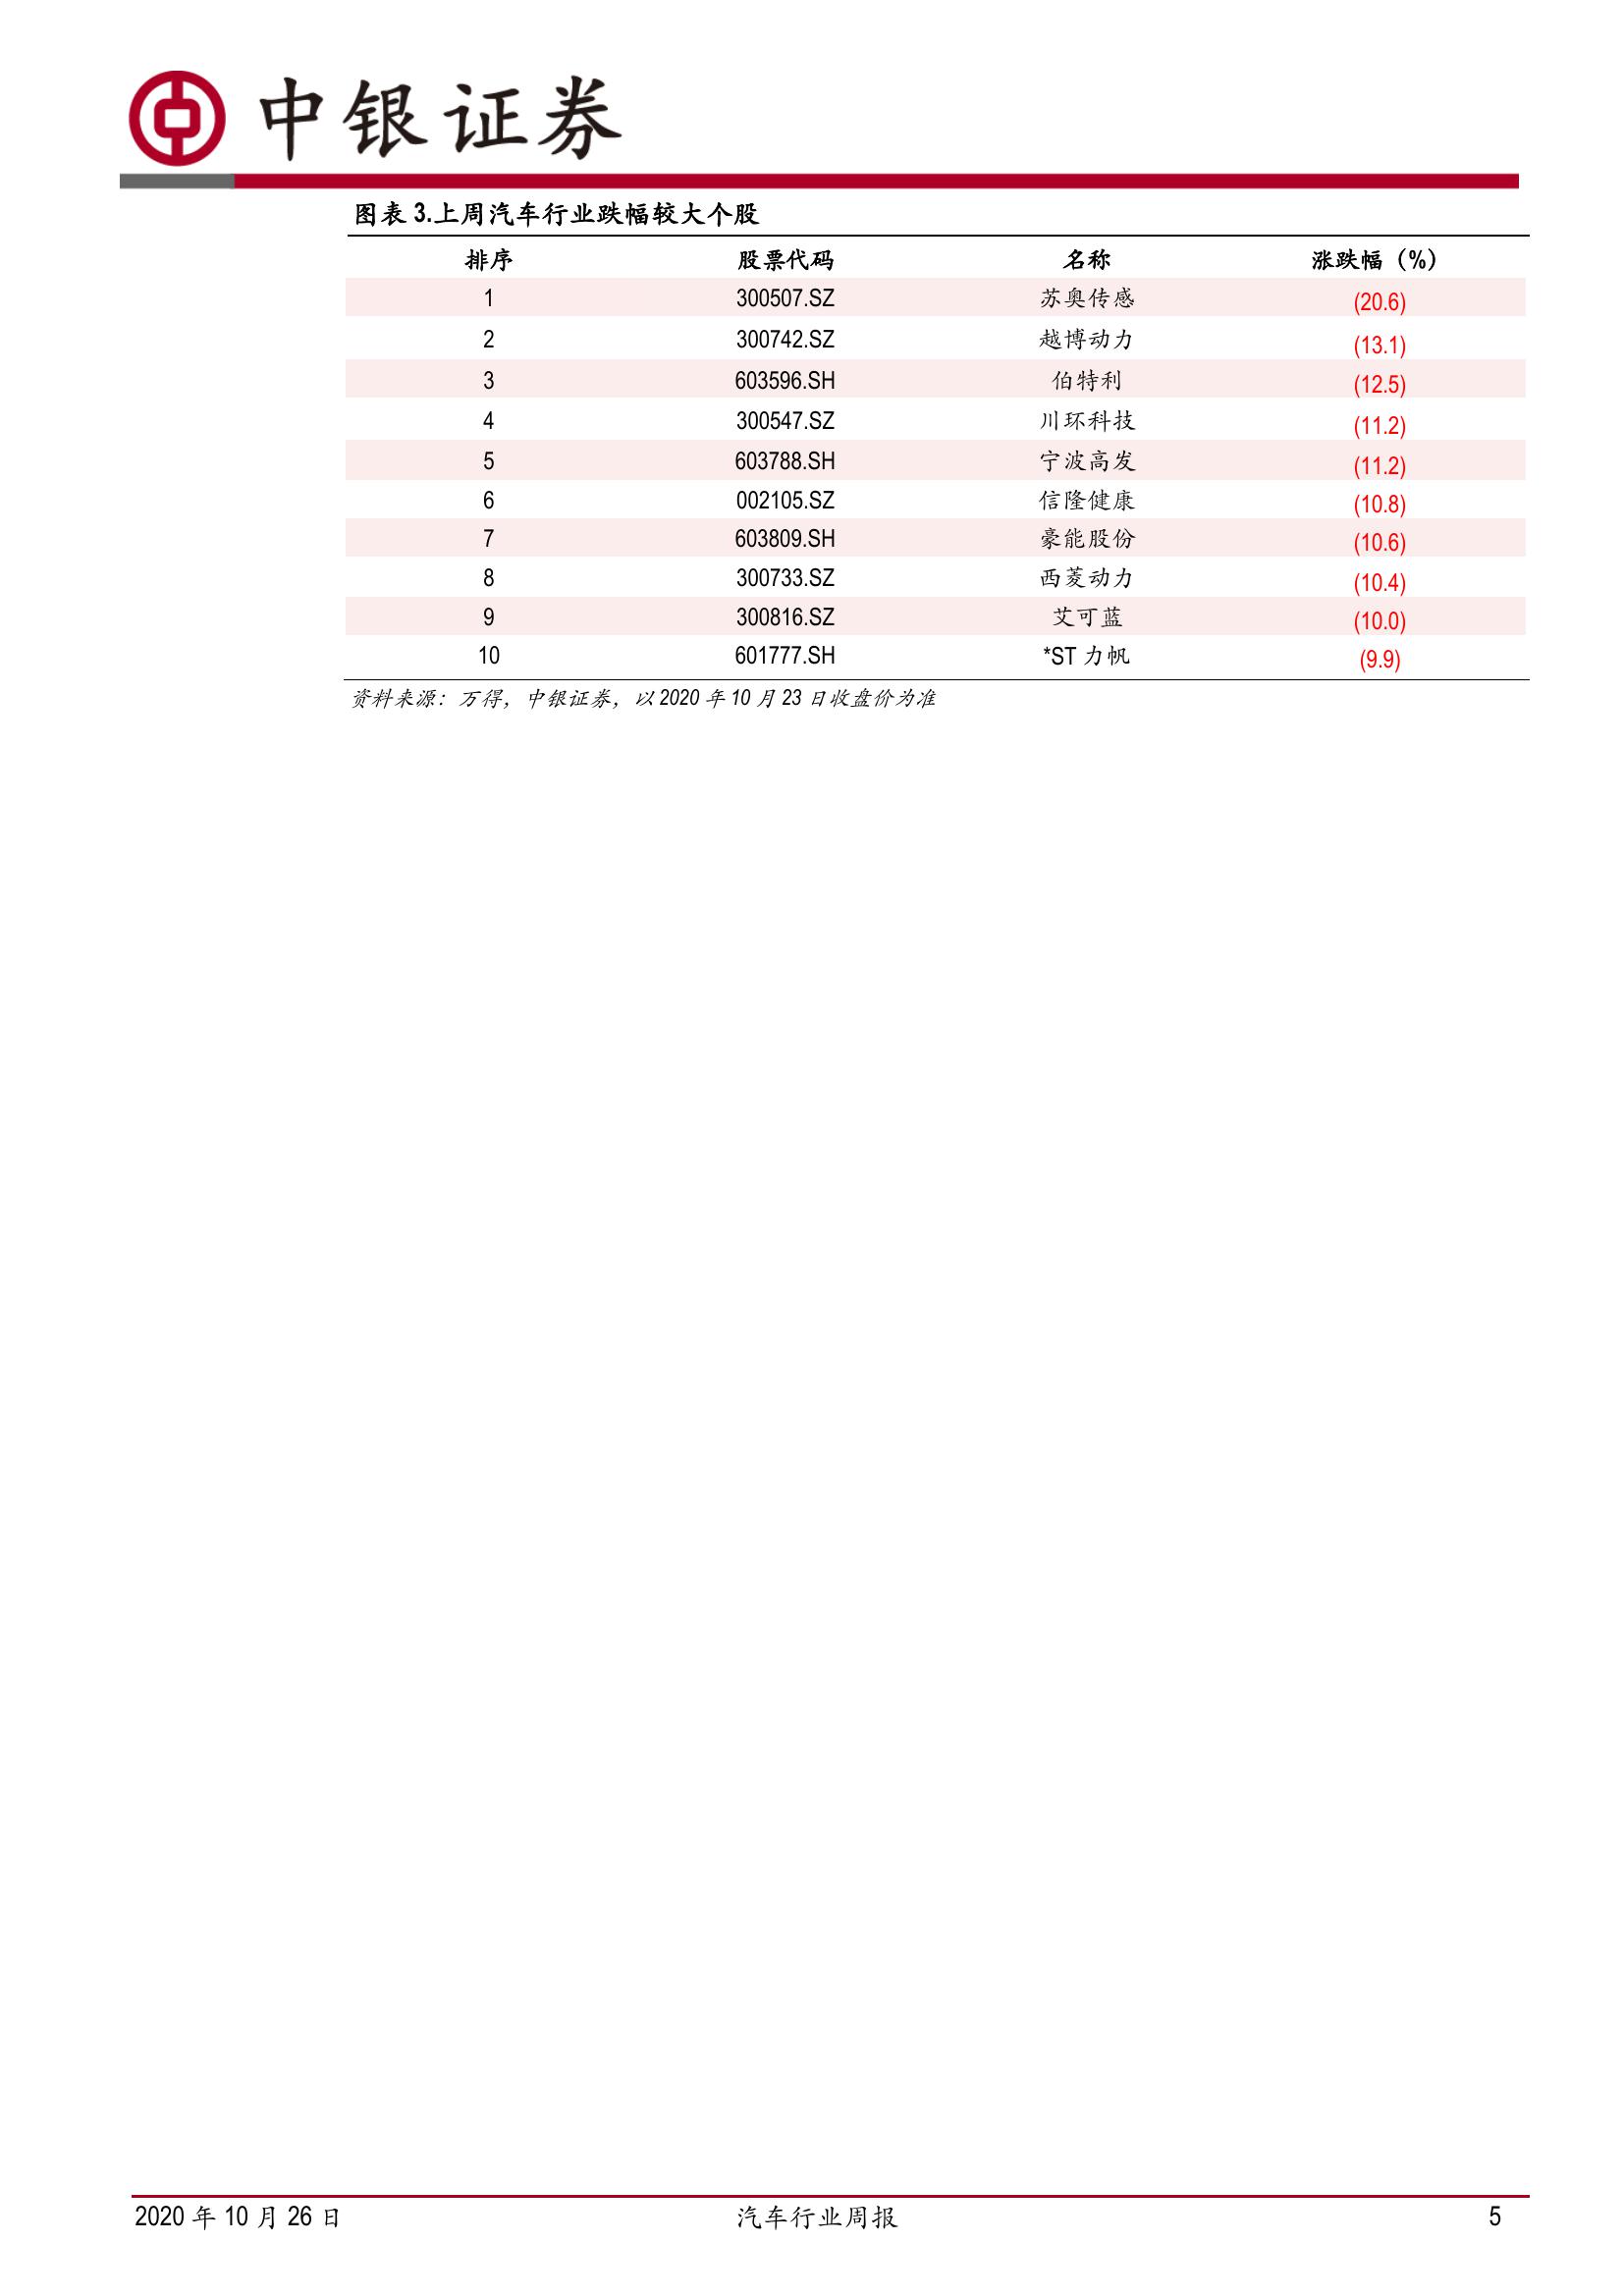 中银证券
图表 3.上周汽车行业跌幅较大个股
排序 股票代码 名称 涨跌幅（%）
1 300507.SZ 苏奥传感 (20.6)
2 300742.SZ 越博动力 (13.1)
3 603596.SH 伯特利 (12.5)
4 300547.SZ 川环科技 (11.2)
5 603788.SH 宁波高发 (11.2)
6 002105.SZ 信隆健康 (10.8)
7 603809.SH 豪能股份 (10.6)
8 300733.SZ 西菱动力 (10.4)
9 300816.SZ 艾可蓝 (10.0)
10 601777.SH *ST 力帆 (9.9)
资料来源：万得，中银证券，以 2020 年 10 月 23 日收盘价为准
2020 年 10 月 26 日 汽车行业周报 5